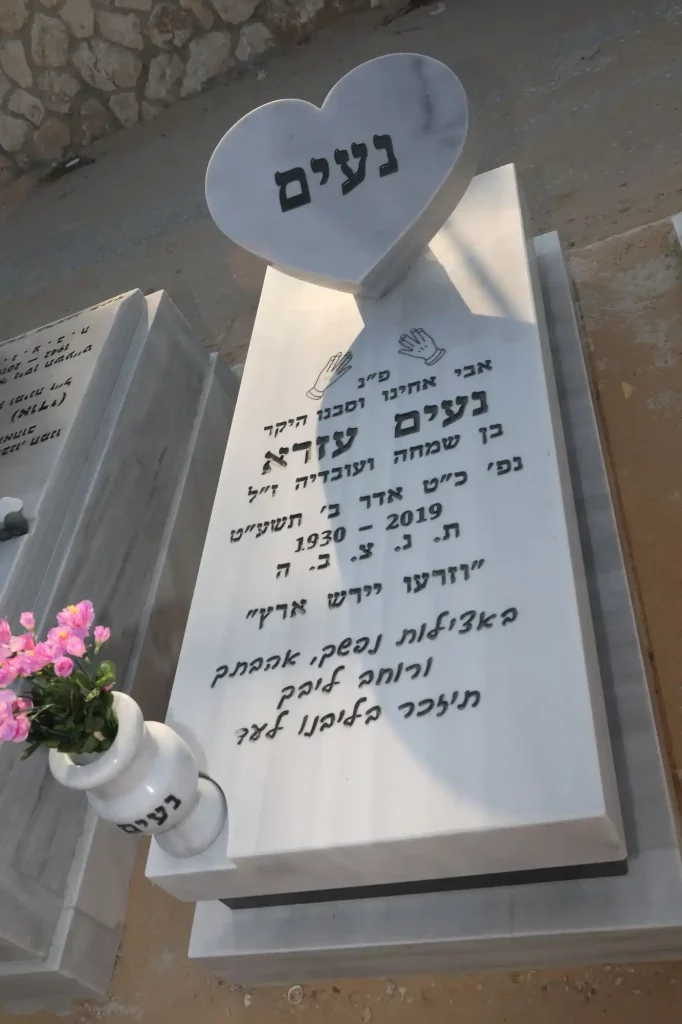 נעים
פ״נ
אבי אחינו וסבנו היקר
נעים עזרא
בן שמחה ועובדיה ז״ל
נפ׳ כ״ט אדר ב׳ תשע״ט
1930 – 2019
ת. נ. צ. ב. ה
"וזרעו יירש ארץ"
באצילות נפשך, אהבתך
ורוחב ליבך
תיזכר בליבנו לעד
נעים